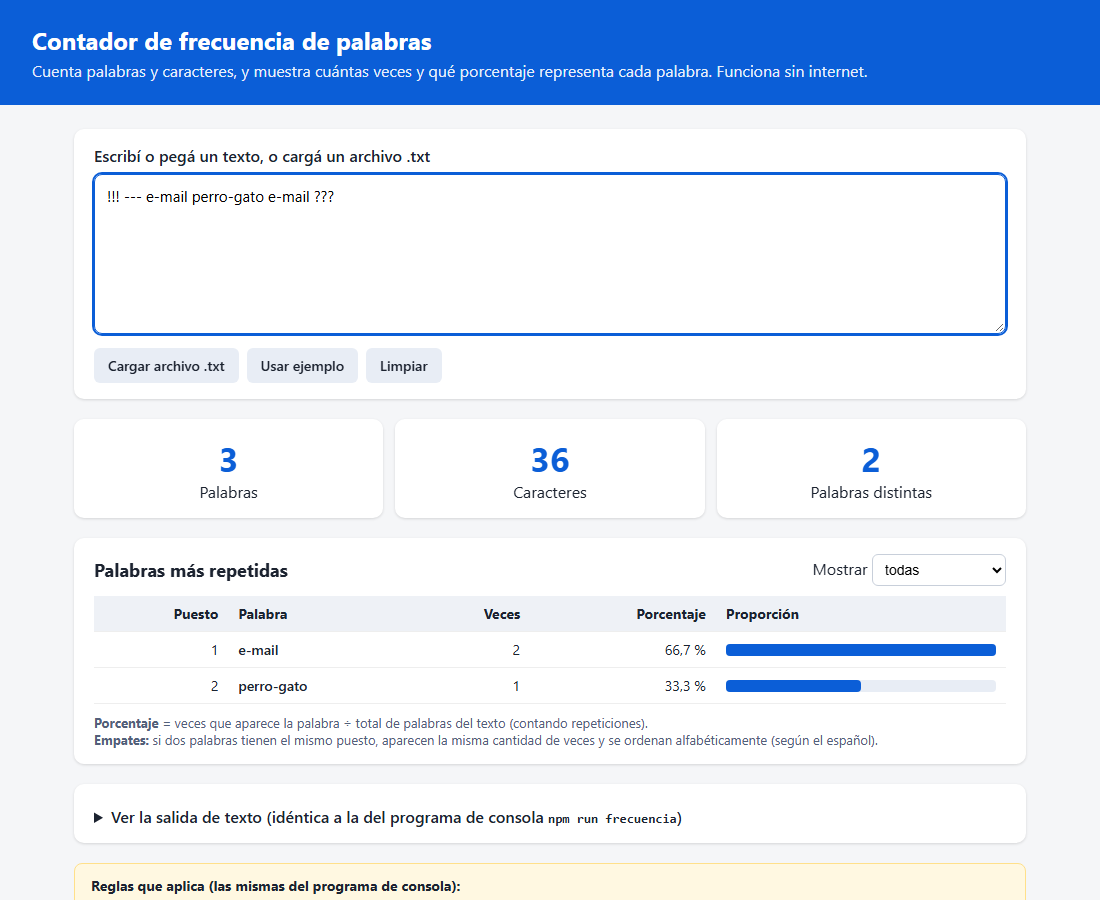 Contador de frecuencia de palabras
Cuenta palabras y caracteres, y muestra cuántas veces y qué porcentaje representa cada palabra. Funciona sin internet.
Escribí o pegá un texto, o cargá un archivo .txt
!!! --- e-mail perro-gato e-mail ???
Cargar archivo .txt Usar ejemplo Limpiar
3 36 2
Palabras Caracteres Palabras distintas
Palabras más repetidas Mostrar todas
Puesto Palabra Veces Porcentaje Proporción
1 e-mail 2 66,7 %
2 perro-gato 1 33,3 %
Porcentaje = veces que aparece la palabra ÷ total de palabras del texto (contando repeticiones).
Empates: si dos palabras tienen el mismo puesto, aparecen la misma cantidad de veces y se ordenan alfabéticamente (según el español).
Ver la salida de texto (idéntica a la del programa de consola npm run frecuencia)
Reglas que aplica (las mismas del programa de consola):